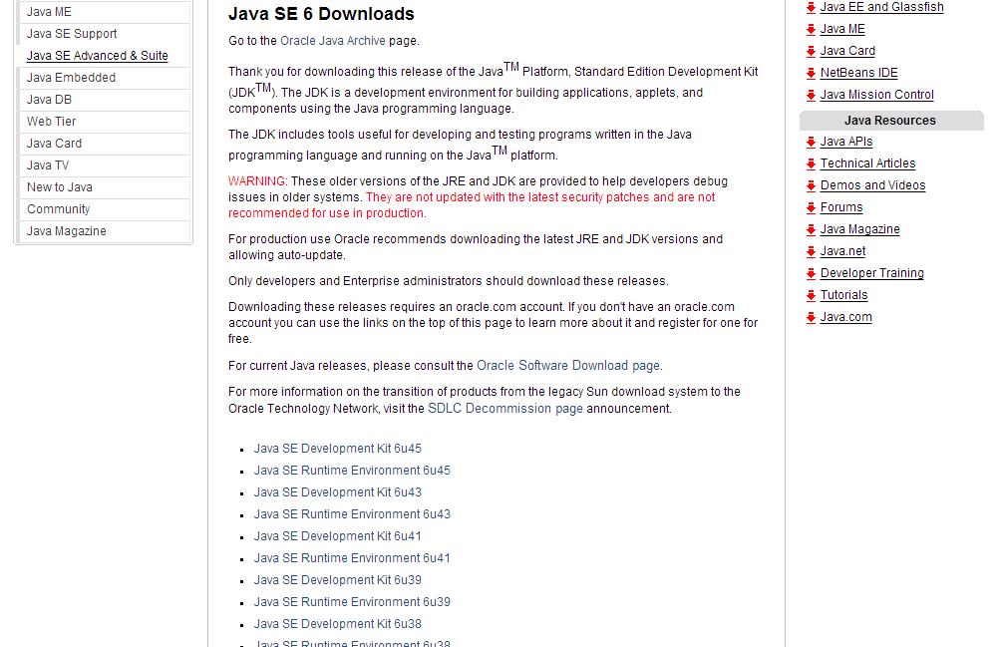 Java ME
Java SE Support
Java SE Advanced & Suite
Java Embedded
Java DB
Web Tier
Java Card
Java TV
New to Java
Community
Java Magazine
Java SE 6 Downloads
Go to the Oracle Java Archive page.
Thank you for downloading this release of the Java™ Platform, Standard Edition Development Kit
(JDK™). The JDK is a development environment for building applications, applets, and
components using the Java programming language.
The JDK includes tools useful for developing and testing programs written in the Java
programming language and running on the Java™ platform.
WARNING: These older versions of the JRE and JDK are provided to help developers debug
issues in older systems. They are not updated with the latest security patches and are not
recommended for use in production.
For production use Oracle recommends downloading the latest JRE and JDK versions and
allowing auto-update.
Only developers and Enterprise administrators should download these releases.
Downloading these releases requires an oracle.com account. If you don't have an oracle.com
account you can use the links on the top of this page to learn more about it and register for one for
free.
For current Java releases, please consult the Oracle Software Download page.
For more information on the transition of products from the legacy Sun download system to the
Oracle Technology Network, visit the SDLC Decommission page announcement.
Java SE Development Kit 6u45
Java SE Runtime Environment 6u45
Java SE Development Kit 6u43
Java SE Runtime Environment 6u43
Java SE Development Kit 6u41
Java SE Runtime Environment 6u41
Java SE Development Kit 6u39
Java SE Runtime Environment 6u39
Java SE Development Kit 6u38
Java SE Runtime Environment 6u38
Java EE and Glassfish
Java ME
Java Card
NetBeans IDE
Java Mission Control
Java Resources
Java APIs
Technical Articles
Demos and Videos
Forums
Java Magazine
Java.net
Developer Training
Tutorials
Java.com